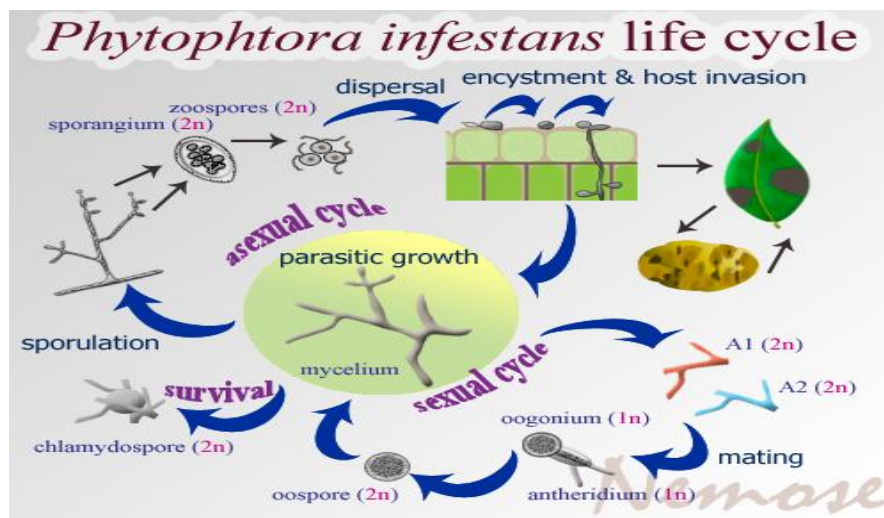 Phytophtora infestans life cycle
encystment & host invasion
dispersal
zoospores (2n)
sporangium (2n)
asexual cycle
parasitic growth
mycelium
sporulation
survival
chlamydospore (2n)
sexual cycle
A1 (2n)
A2 (2n)
mating
oogonium (1n)
antheridium (1n)
oospore (2n)
Nemose